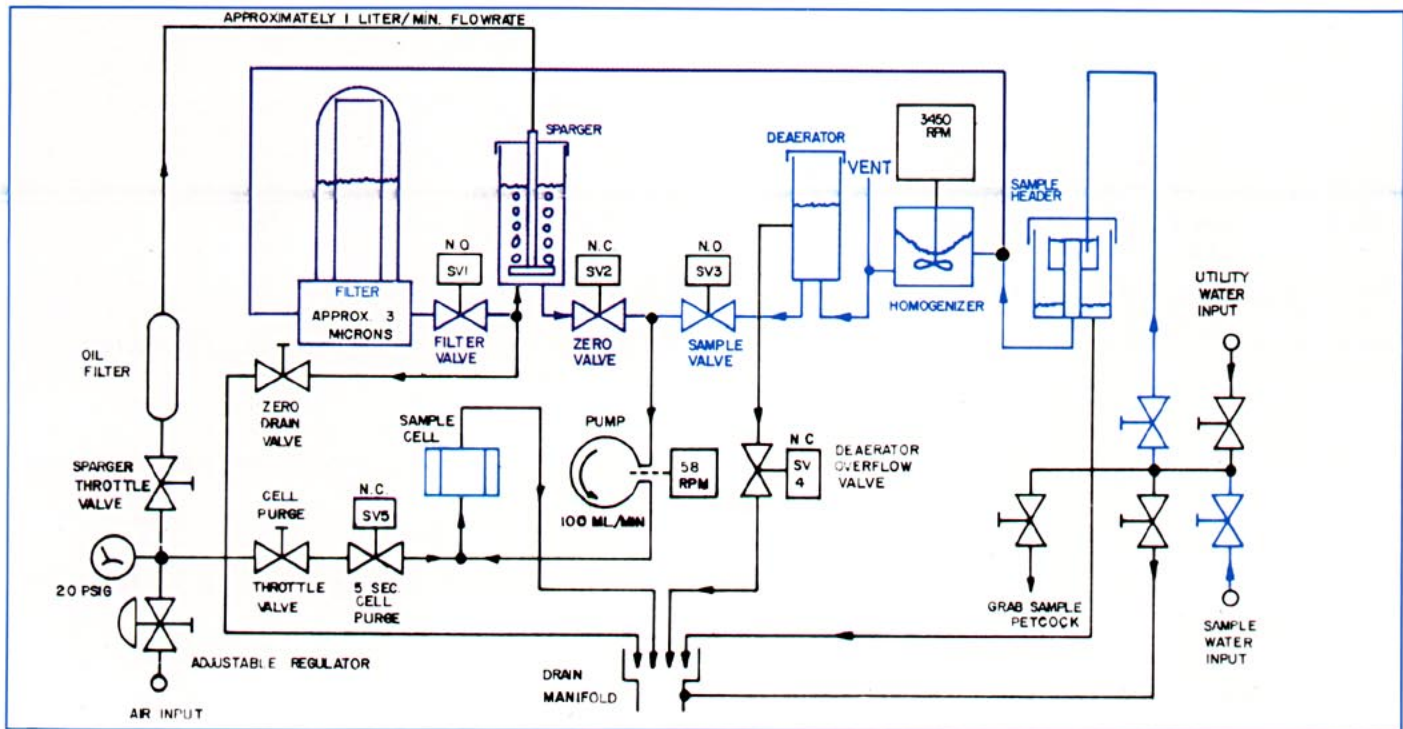 APPROXIMATELY 1 LITER/MIN. FLOWRATE
SPARGER
DEAERATOR
VENT
3450
RPM
SAMPLE
HEADER
N.O
SV1
N.C
SV2
N.O
SV3
FILTER
APPROX. 3
MICRONS
FILTER
VALVE
ZERO
VALVE
SAMPLE
VALVE
HOMOGENIZER
UTILITY
WATER
INPUT
OIL
FILTER
ZERO
DRAIN
VALVE
SAMPLE
CELL
PUMP
58
RPM
100 ML/MIN
N C
SV
4
DEAERATOR
OVERFLOW
VALVE
SPARGER
THROTTLE
VALVE
CELL
PURGE
N.C.
SV5
20 PSIG
THROTTLE
VALVE
5 SEC.
CELL
PURGE
GRAB SAMPLE
PETCOCK
SAMPLE
WATER
INPUT
ADJUSTABLE REGULATOR
DRAIN
MANIFOLD
AIR INPUT